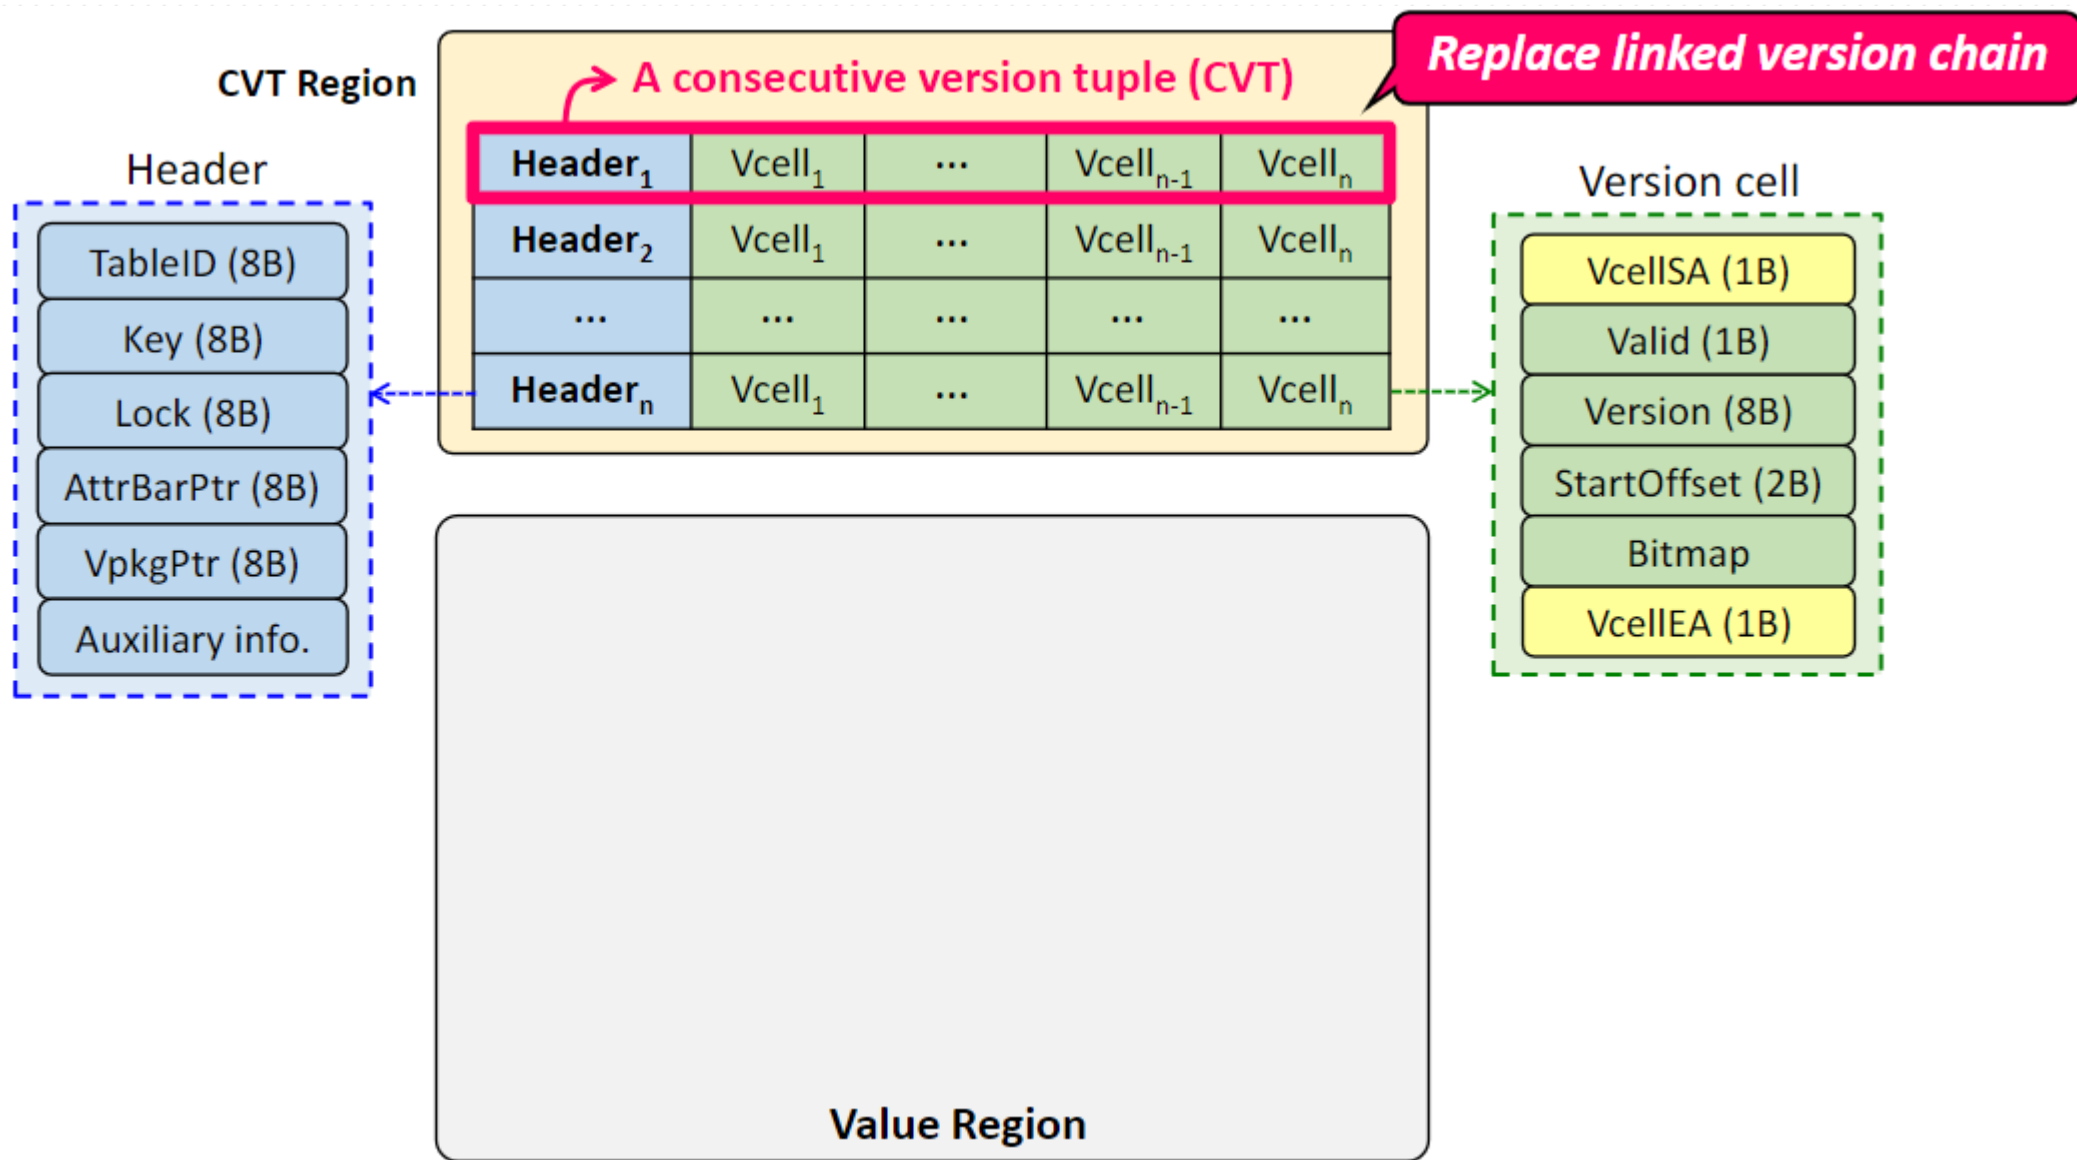 Replace linked version chain
CVT Region
A consecutive version tuple (CVT)
Header₁ Vcell₁ ... Vcellₙ₋₁ Vcellₙ
Header₂ Vcell₁ ... Vcellₙ₋₁ Vcellₙ
... ... ... ... ...
Headerₙ Vcell₁ ... Vcellₙ₋₁ Vcellₙ
Header
TableID (8B)
Key (8B)
Lock (8B)
AttrBarPtr (8B)
VpkgPtr (8B)
Auxiliary info.
Version cell
VcellSA (1B)
Valid (1B)
Version (8B)
StartOffset (2B)
Bitmap
VcellEA (1B)
Value Region